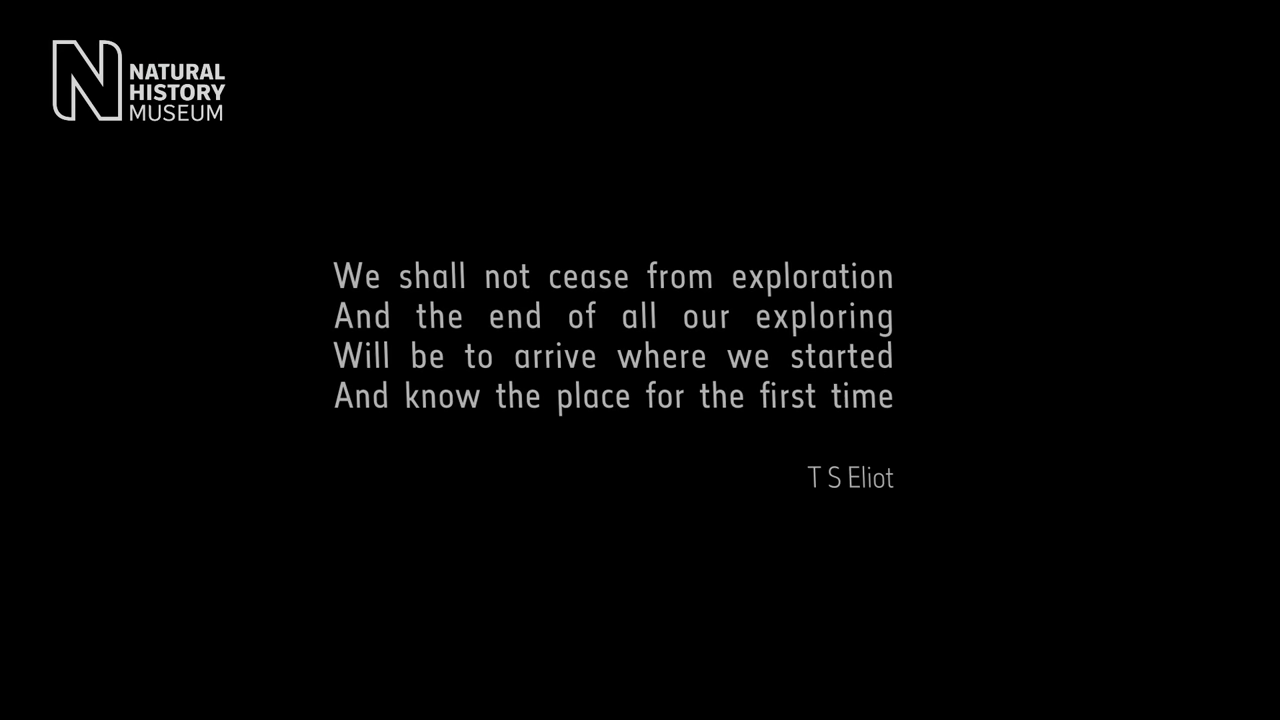 NATURAL
HISTORY
MUSEUM
We shall not cease from exploration
And the end of all our exploring
Will be to arrive where we started
And know the place for the first time
T S Eliot